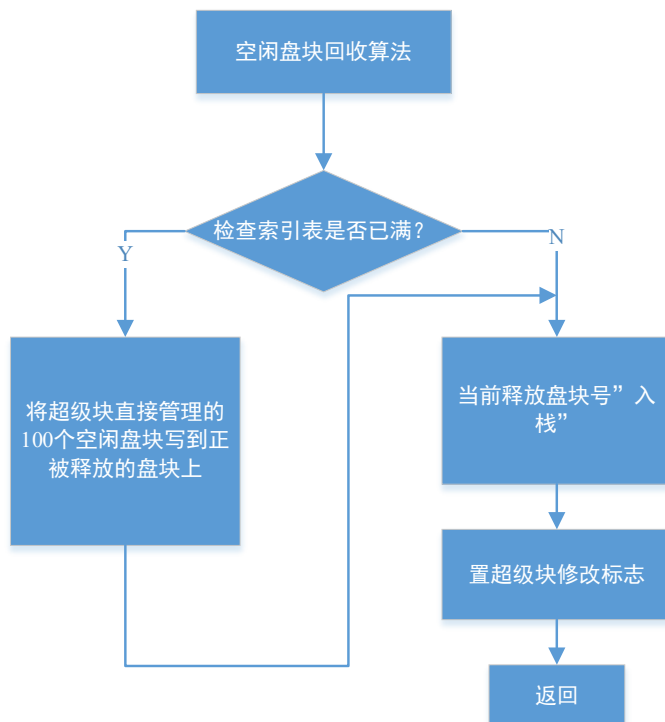 空闲盘块回收算法
检查索引表是否已满？
Y
N
将超级块直接管理的
100个空闲盘块写到正
被释放的盘块上
当前释放盘块号”入
栈”
置超级块修改标志
返回